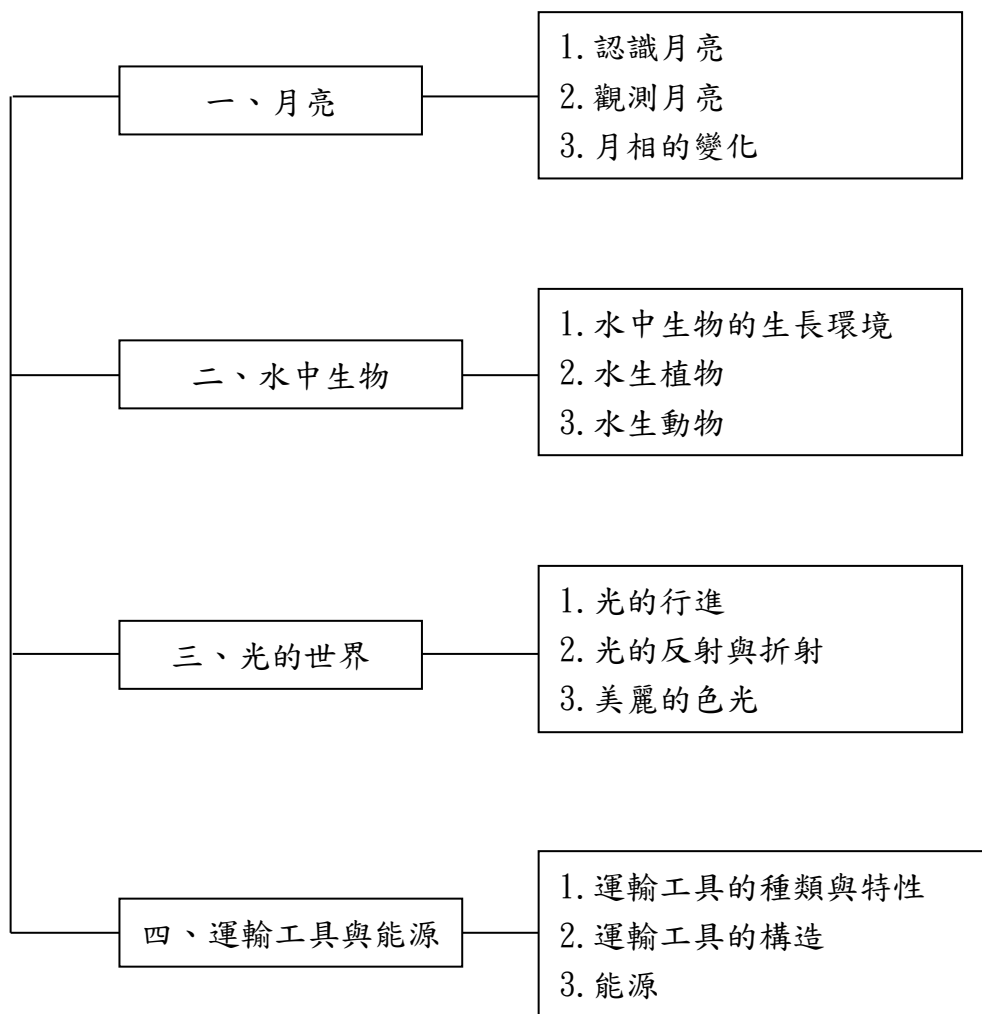 一、月亮
1.認識月亮
2.觀測月亮
3.月相的變化
二、水中生物
1.水中生物的生長環境
2.水生植物
3.水生動物
三、光的世界
1.光的行進
2.光的反射與折射
3.美麗的色光
四、運輸工具與能源
1.運輸工具的種類與特性
2.運輸工具的構造
3.能源